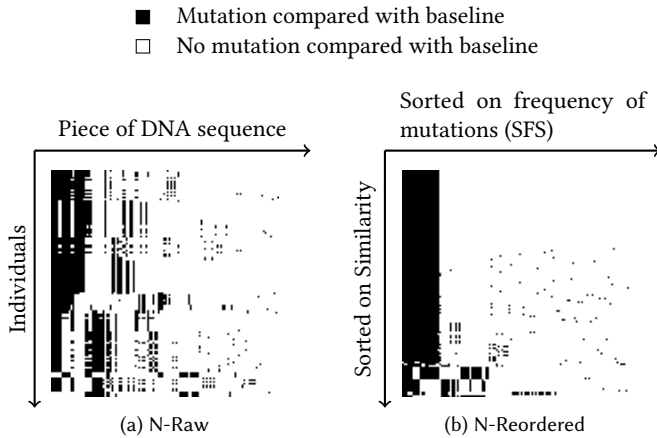 Mutation compared with baseline
No mutation compared with baseline
Piece of DNA sequence
Individuals
(a) N-Raw
Sorted on frequency of
mutations (SFS)
Sorted on Similarity
(b) N-Reordered